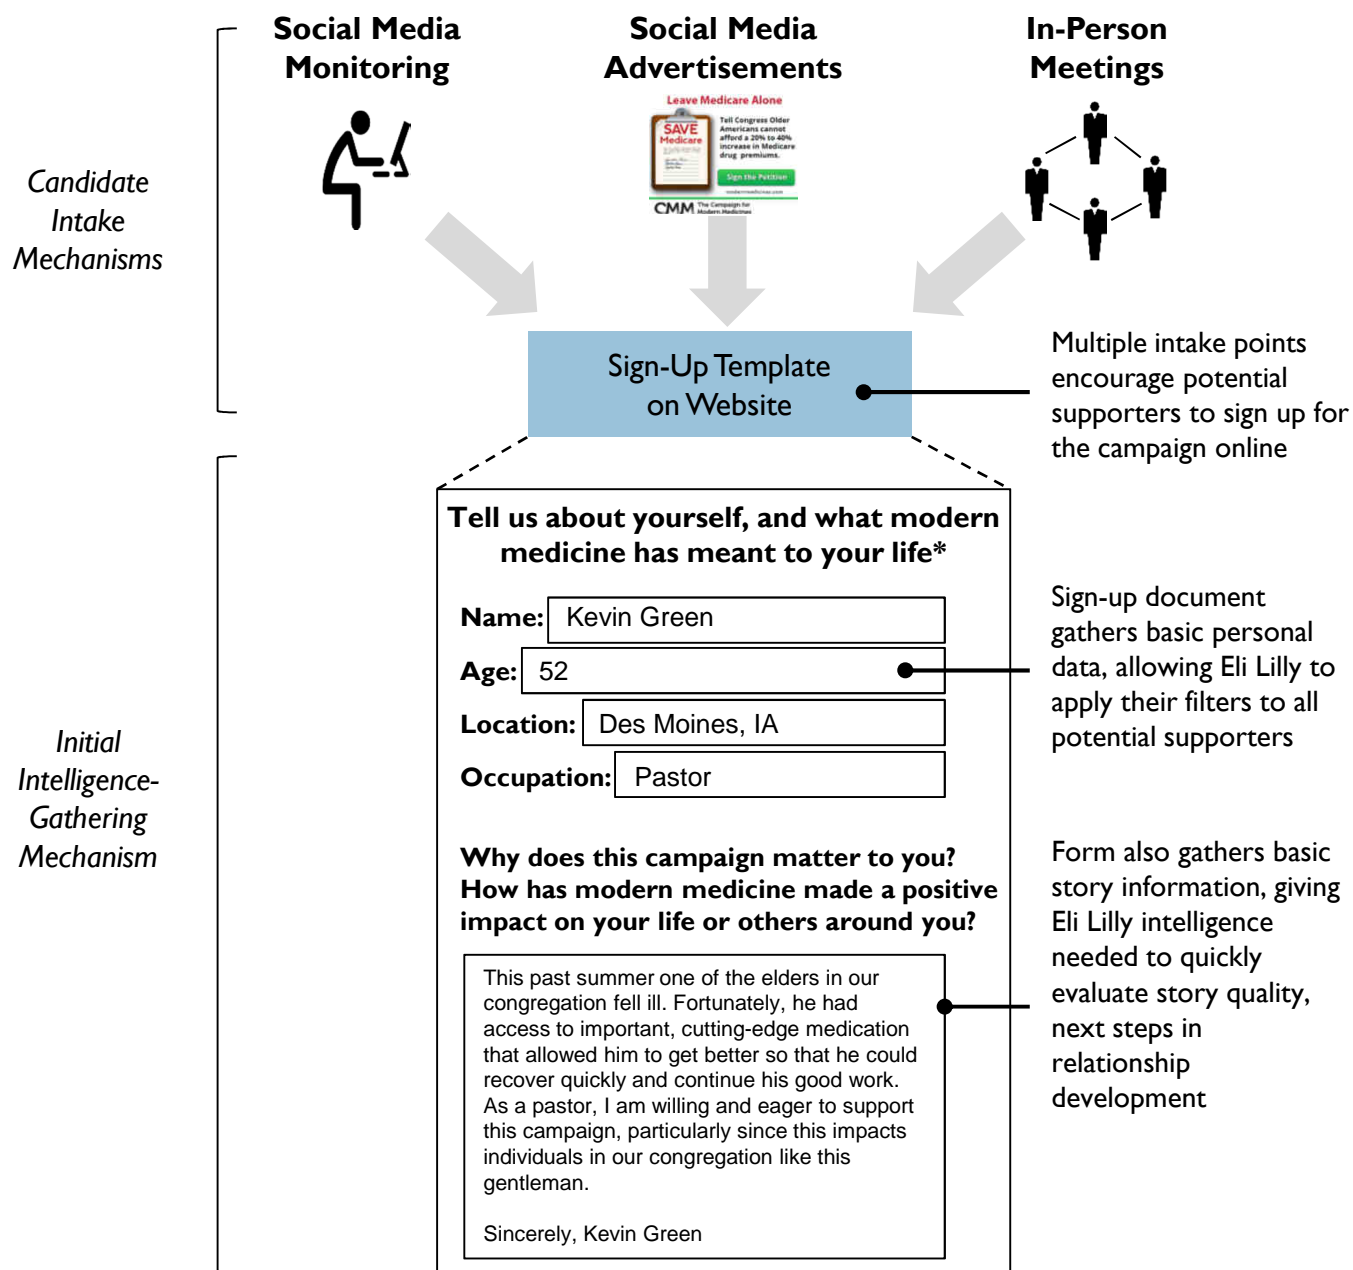 Social Media
Monitoring
Social Media
Advertisements
In-Person
Meetings
Leave Medicare Alone
SAVE
Medicare
Tell Congress Older
Americans cannot
afford a 20% to 40%
increase in Medicare
drug premiums.
Sign the Petition
modernmedicines.com
CMM The Campaign for
Modern Medicines
Candidate
Intake
Mechanisms
Sign-Up Template
on Website
Multiple intake points
encourage potential
supporters to sign up for
the campaign online
Initial
Intelligence-
Gathering
Mechanism
Tell us about yourself, and what modern
medicine has meant to your life*
Name: Kevin Green
Age: 52
Location: Des Moines, IA
Occupation: Pastor
Sign-up document
gathers basic personal
data, allowing Eli Lilly to
apply their filters to all
potential supporters
Why does this campaign matter to you?
How has modern medicine made a positive
impact on your life or others around you?
This past summer one of the elders in our
congregation fell ill. Fortunately, he had
access to important, cutting-edge medication
that allowed him to get better so that he could
recover quickly and continue his good work.
As a pastor, I am willing and eager to support
this campaign, particularly since this impacts
individuals in our congregation like this
gentleman.
Sincerely, Kevin Green
Form also gathers basic
story information, giving
Eli Lilly intelligence
needed to quickly
evaluate story quality,
next steps in
relationship
development